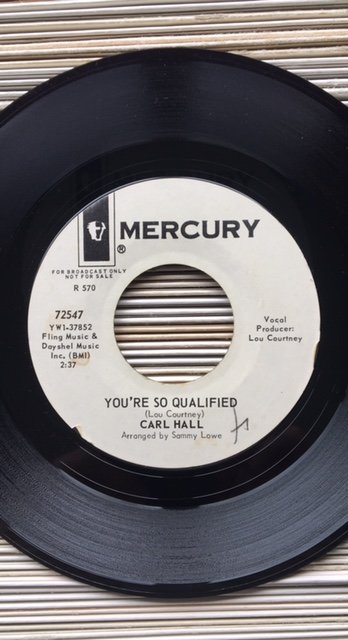 MERCURY
®
FOR BROADCAST ONLY
NOT FOR SALE
R 570
72547
YW1-37852
Fling Music &
Dayshel Music
Inc. (BMI)
2:37
Vocal
Producer:
Lou Courtney
YOU'RE SO QUALIFIED
(Lou Courtney)
CARL HALL
Arranged by Sammy Lowe